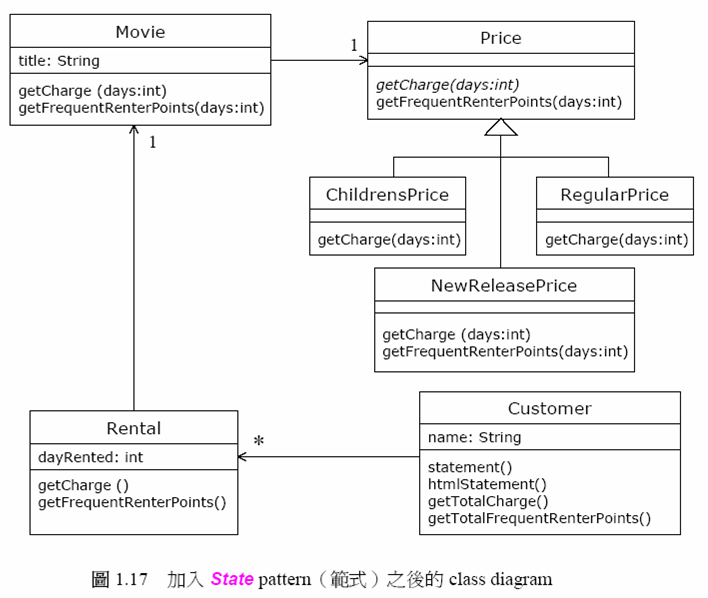 Movie
title: String
getCharge (days:int)
getFrequentRenterPoints(days:int)
1
Price
getCharge(days:int)
getFrequentRenterPoints(days:int)
1
ChildrensPrice
getCharge(days:int)
RegularPrice
getCharge(days:int)
NewReleasePrice
getCharge (days:int)
getFrequentRenterPoints(days:int)
Rental
dayRented: int
getCharge ()
getFrequentRenterPoints()
*
Customer
name: String
statement()
htmlStatement()
getTotalCharge()
getTotalFrequentRenterPoints()
圖 1.17 加入 State pattern（範式）之後的 class diagram